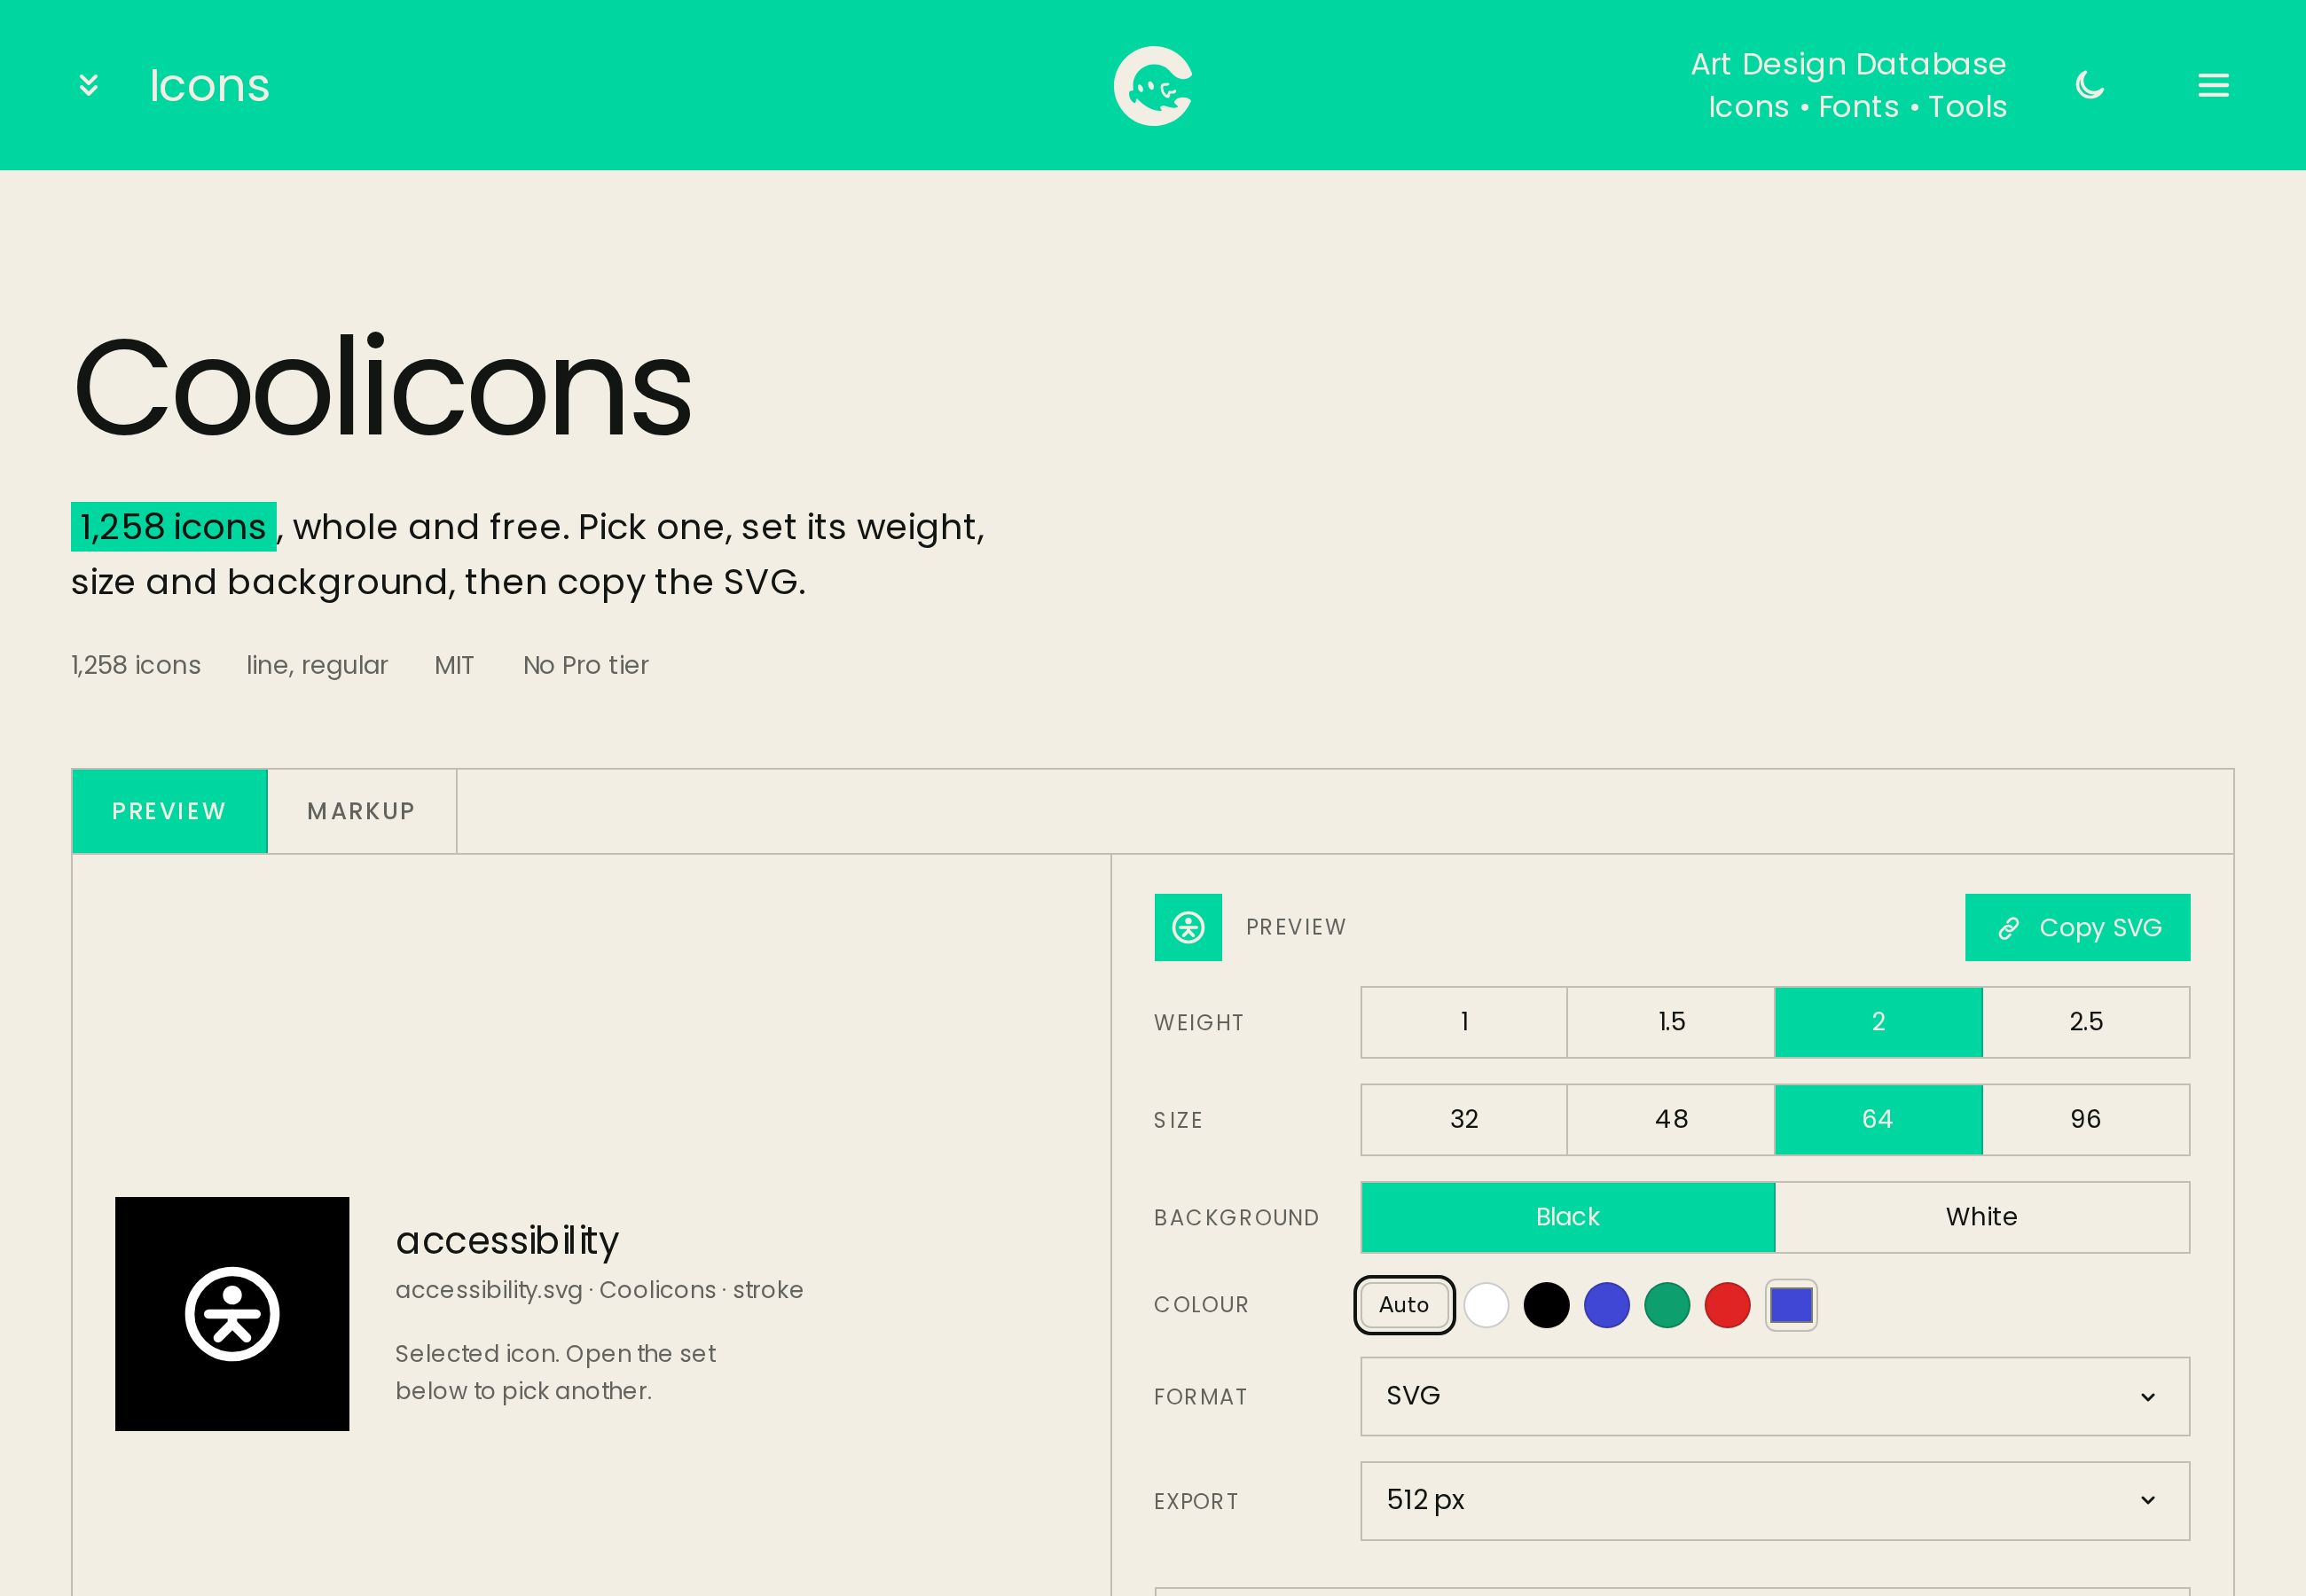 Icons
Art Design Database
Icons • Fonts • Tools
Coolicons
1,258 icons, whole and free. Pick one, set its weight,
size and background, then copy the SVG.
1,258 icons line, regular MIT No Pro tier
PREVIEW MARKUP
PREVIEW
Copy SVG
WEIGHT 1 1.5 2 2.5
SIZE 32 48 64 96
BACKGROUND Black White
COLOUR Auto
FORMAT SVG
EXPORT 512 px
accessibility
accessibility.svg · Coolicons · stroke
Selected icon. Open the set
below to pick another.